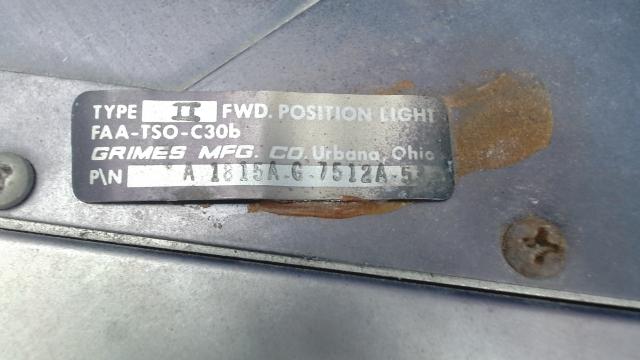 TYPE II FWD. POSITION LIGHT
FAA-TSO-C30b
GRIMES MFG. CO. Urbana, Ohio
P/N A 1815A-G-7512A-5